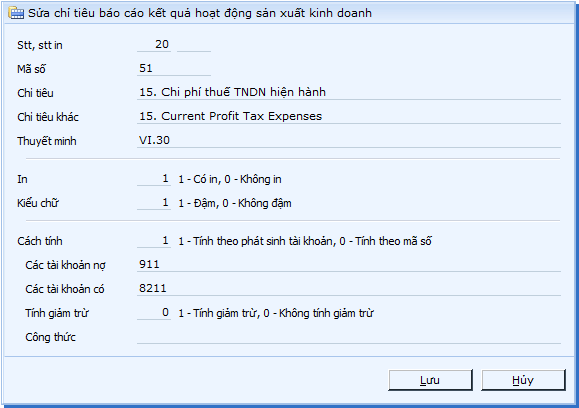 Sửa chỉ tiêu báo cáo kết quả hoạt động sản xuất kinh doanh
Stt, stt in 20
Mã số 51
Chỉ tiêu 15. Chi phí thuế TNDN hiện hành
Chỉ tiêu khác 15. Current Profit Tax Expenses
Thuyết minh VI.30
In 1 1 - Có in, 0 - Không in
Kiểu chữ 1 1 - Đậm, 0 - Không đậm
Cách tính 1 1 - Tính theo phát sinh tài khoản, 0 - Tính theo mã số
Các tài khoản nợ 911
Các tài khoản có 8211
Tính giảm trừ 0 1 - Tính giảm trừ, 0 - Không tính giảm trừ
Công thức
Lưu Hủy